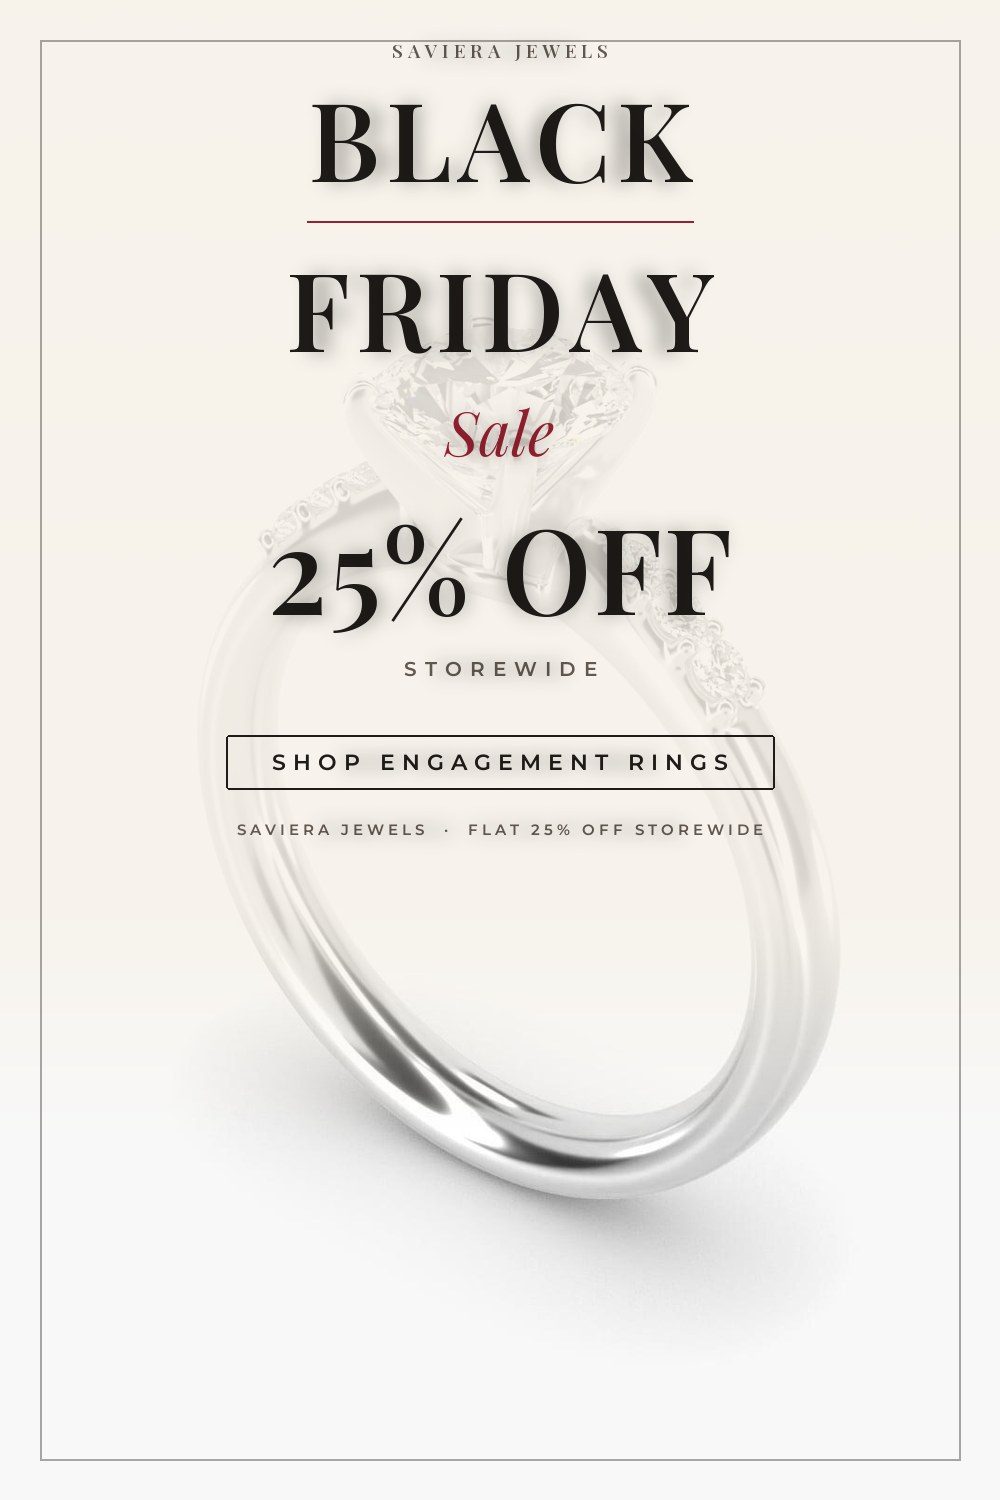 SAVIERA JEWELS
BLACK
FRIDAY
Sale
25% OFF
STOREWIDE
SHOP ENGAGEMENT RINGS
SAVIERA JEWELS · FLAT 25% OFF STOREWIDE